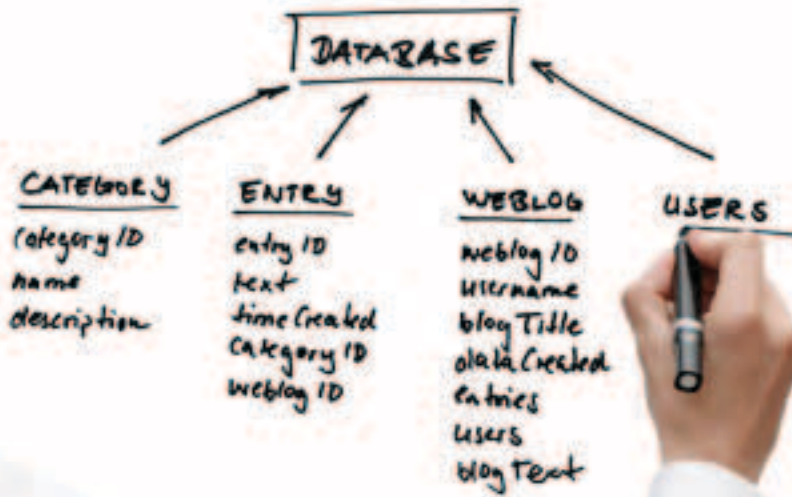 DATABASE
CATEGORY
categoryID
name
description
ENTRY
entryID
text
timeCreated
categoryID
weblogID
WEBLOG
weblogID
username
blogTitle
dataCreated
entries
users
blogText
USERS